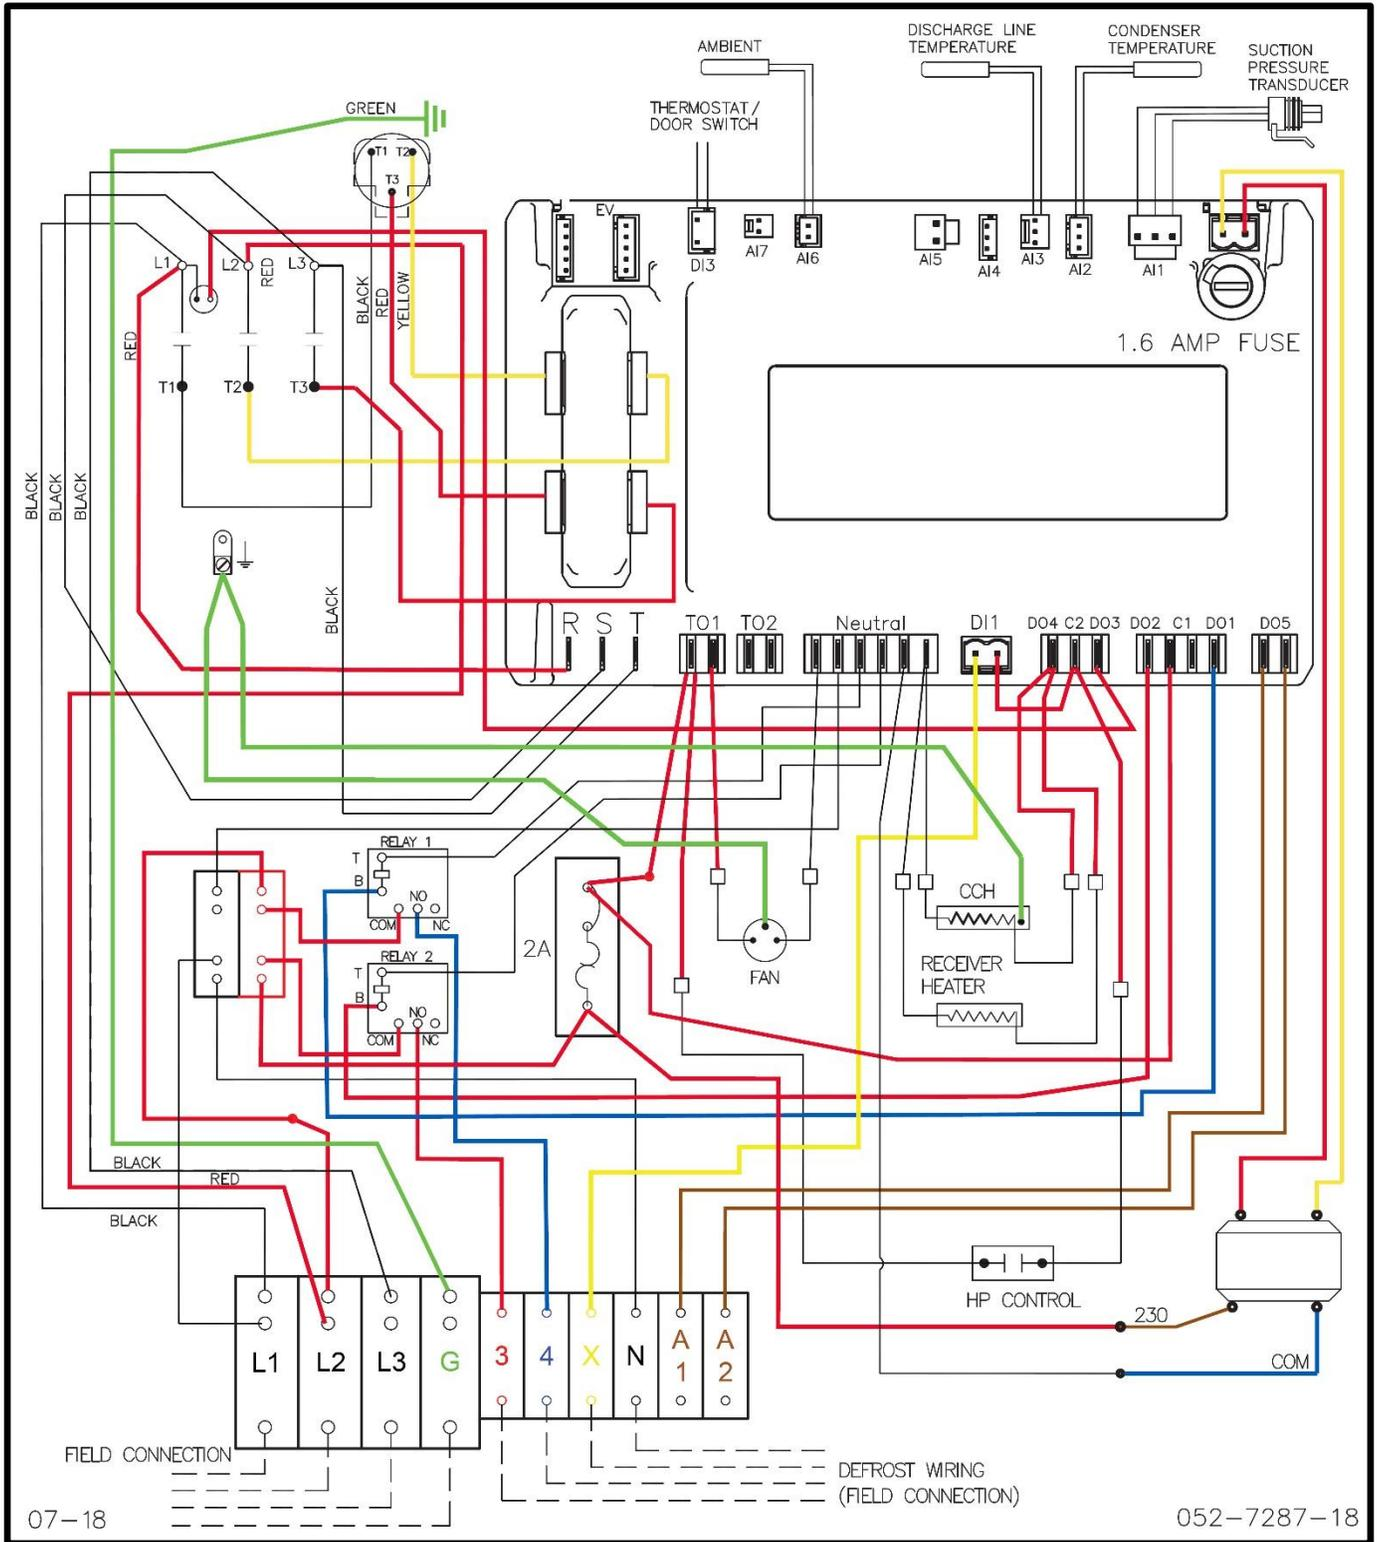 DISCHARGE LINE
TEMPERATURE
CONDENSER
TEMPERATURE
AMBIENT
SUCTION
PRESSURE
TRANSDUCER
THERMOSTAT/
DOOR SWITCH
GREEN
T1 T2
T3
EV
DI3
AI7
AI6
AI5
AI4
AI3
AI2
AI1
L1
L2
RED
L3
BLACK
RED
YELLOW
RED
1.6 AMP FUSE
T1
T2
T3
BLACK
BLACK
BLACK
BLACK
R S T
TO1
TO2
Neutral
DI1
DO4 C2 DO3
DO2 C1 DO1
DO5
RELAY 1
T
B
NO
COM
NC
RELAY 2
T
B
NO
COM
NC
2A
FAN
CCH
RECEIVER
HEATER
BLACK
RED
BLACK
HP CONTROL
230
COM
L1
L2
L3
G
3
4
X
N
A
1
A
2
FIELD CONNECTION
DEFROST WIRING
(FIELD CONNECTION)
07-18
052-7287-18